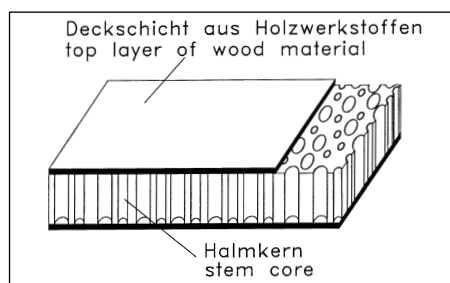 Deckschicht aus Holzwerkstoffen
top layer of wood material
Halmkern
stem core